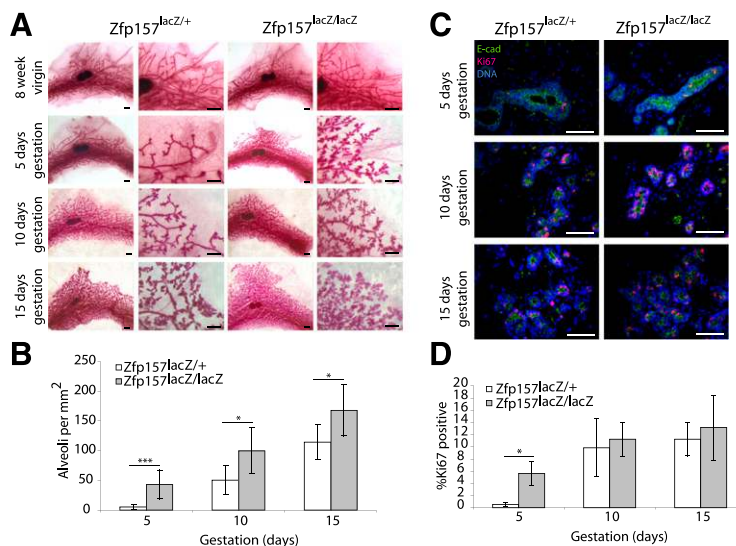 A
Zfp157lacZ/+
Zfp157lacZ/lacZ
8 week
virgin
5 days
gestation
10 days
gestation
15 days
gestation
B
Zfp157lacZ/+
Zfp157lacZ/lacZ
Alveoli per mm2
250
200
150
100
50
0
***
*
*
5
10
15
Gestation (days)
C
Zfp157lacZ/+
Zfp157lacZ/lacZ
E-cad
Ki67
DNA
5 days
gestation
10 days
gestation
15 days
gestation
D
Zfp157lacZ/+
Zfp157lacZ/lacZ
%Ki67 positive
20
18
16
14
12
10
8
6
4
2
0
*
5
10
15
Gestation (days)